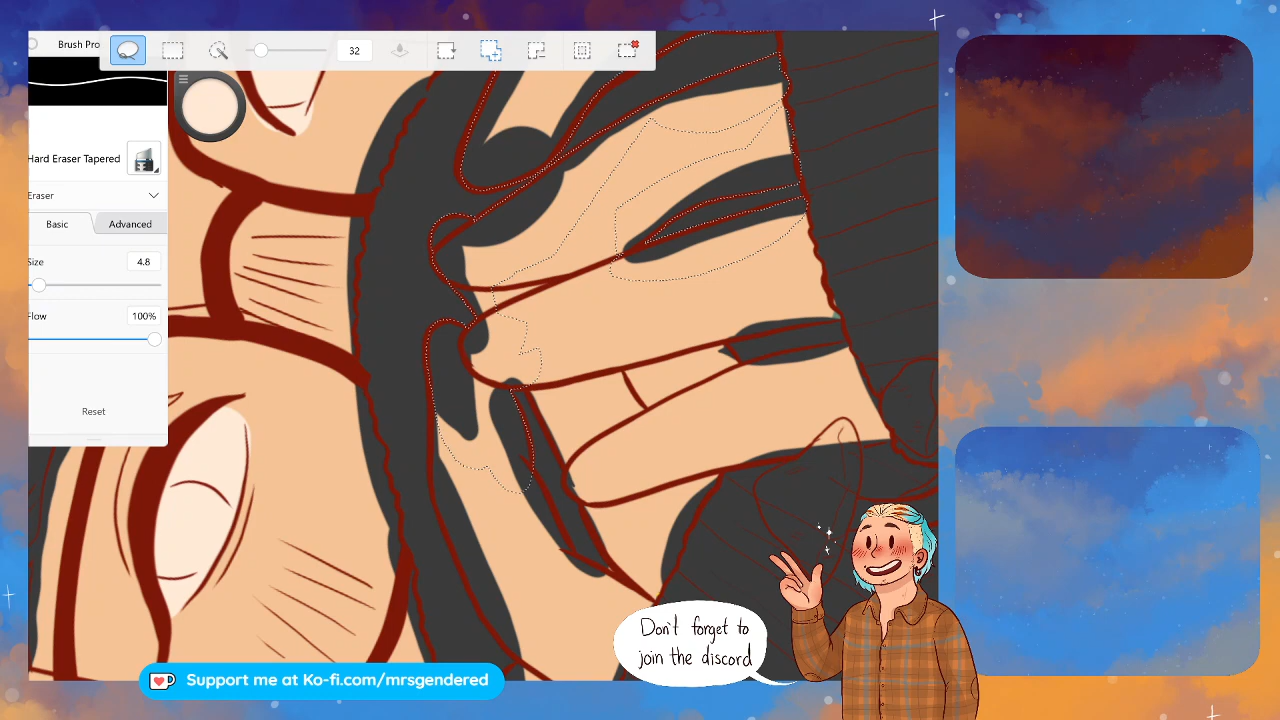 Brush Pro
32
Hard Eraser Tapered
Eraser
Basic
Advanced
Size
4.8
Flow
100%
Reset
Don't forget to
join the discord
Support me at Ko-fi.com/mrsgendered